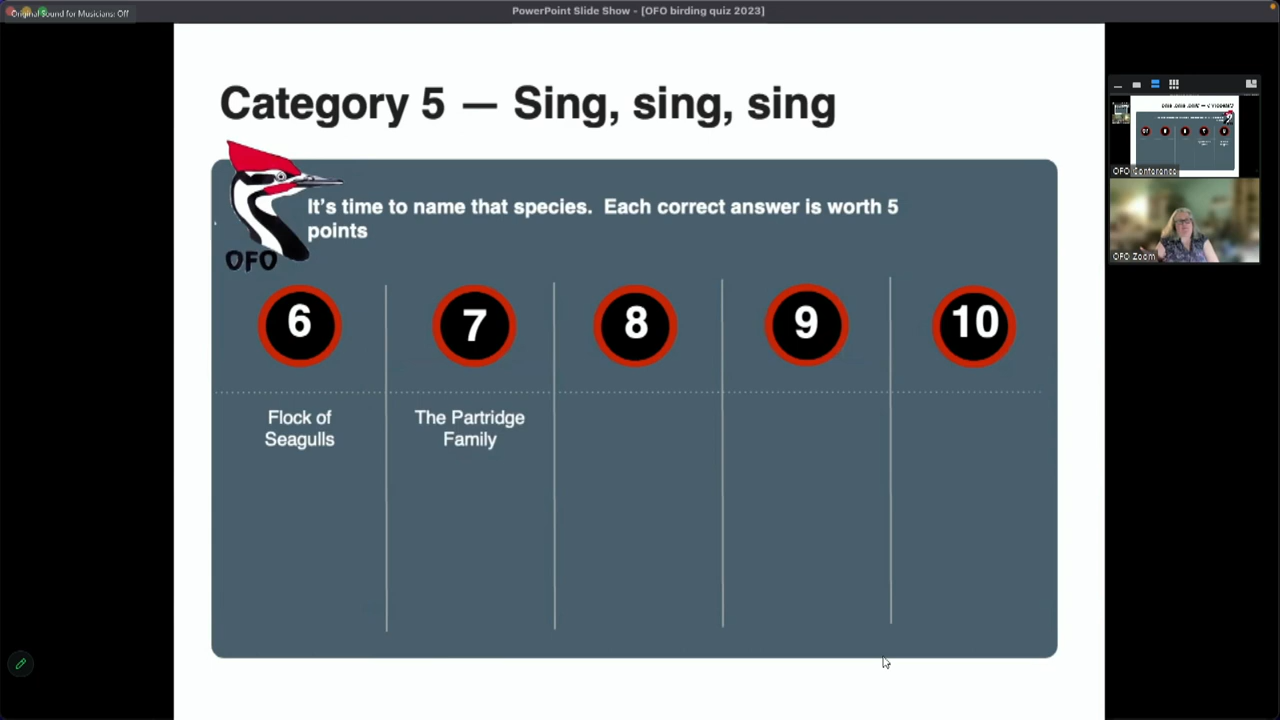 Original Sound for Musicians: Off
PowerPoint Slide Show - [OFO birding quiz 2023]
Category 5 — Sing, sing, sing
It's time to name that species. Each correct answer is worth 5
points
OFO
6
7
8
9
10
Flock of
Seagulls
The Partridge
Family
OFO Conference
OFO Zoom